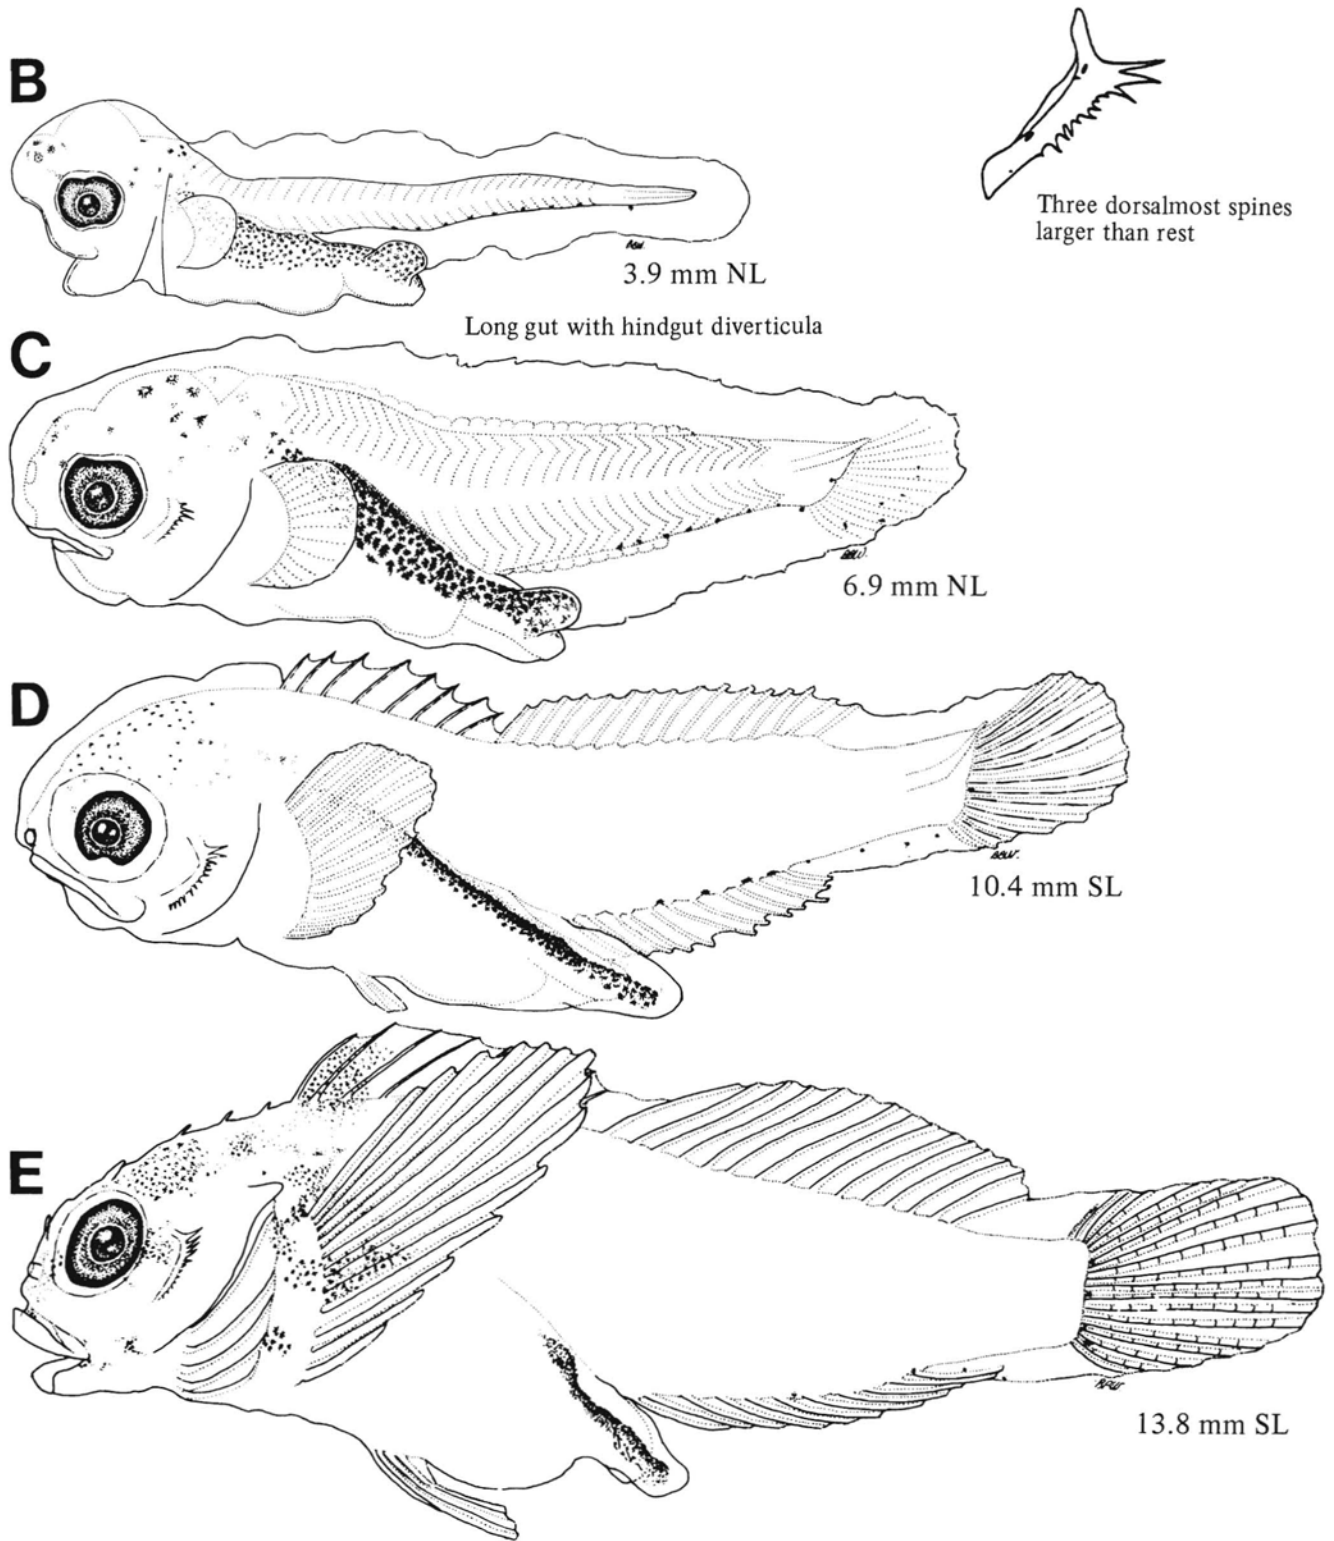 B
Three dorsalmost spines
larger than rest
3.9 mm NL
Long gut with hindgut diverticula
C
6.9 mm NL
D
10.4 mm SL
E
13.8 mm SL